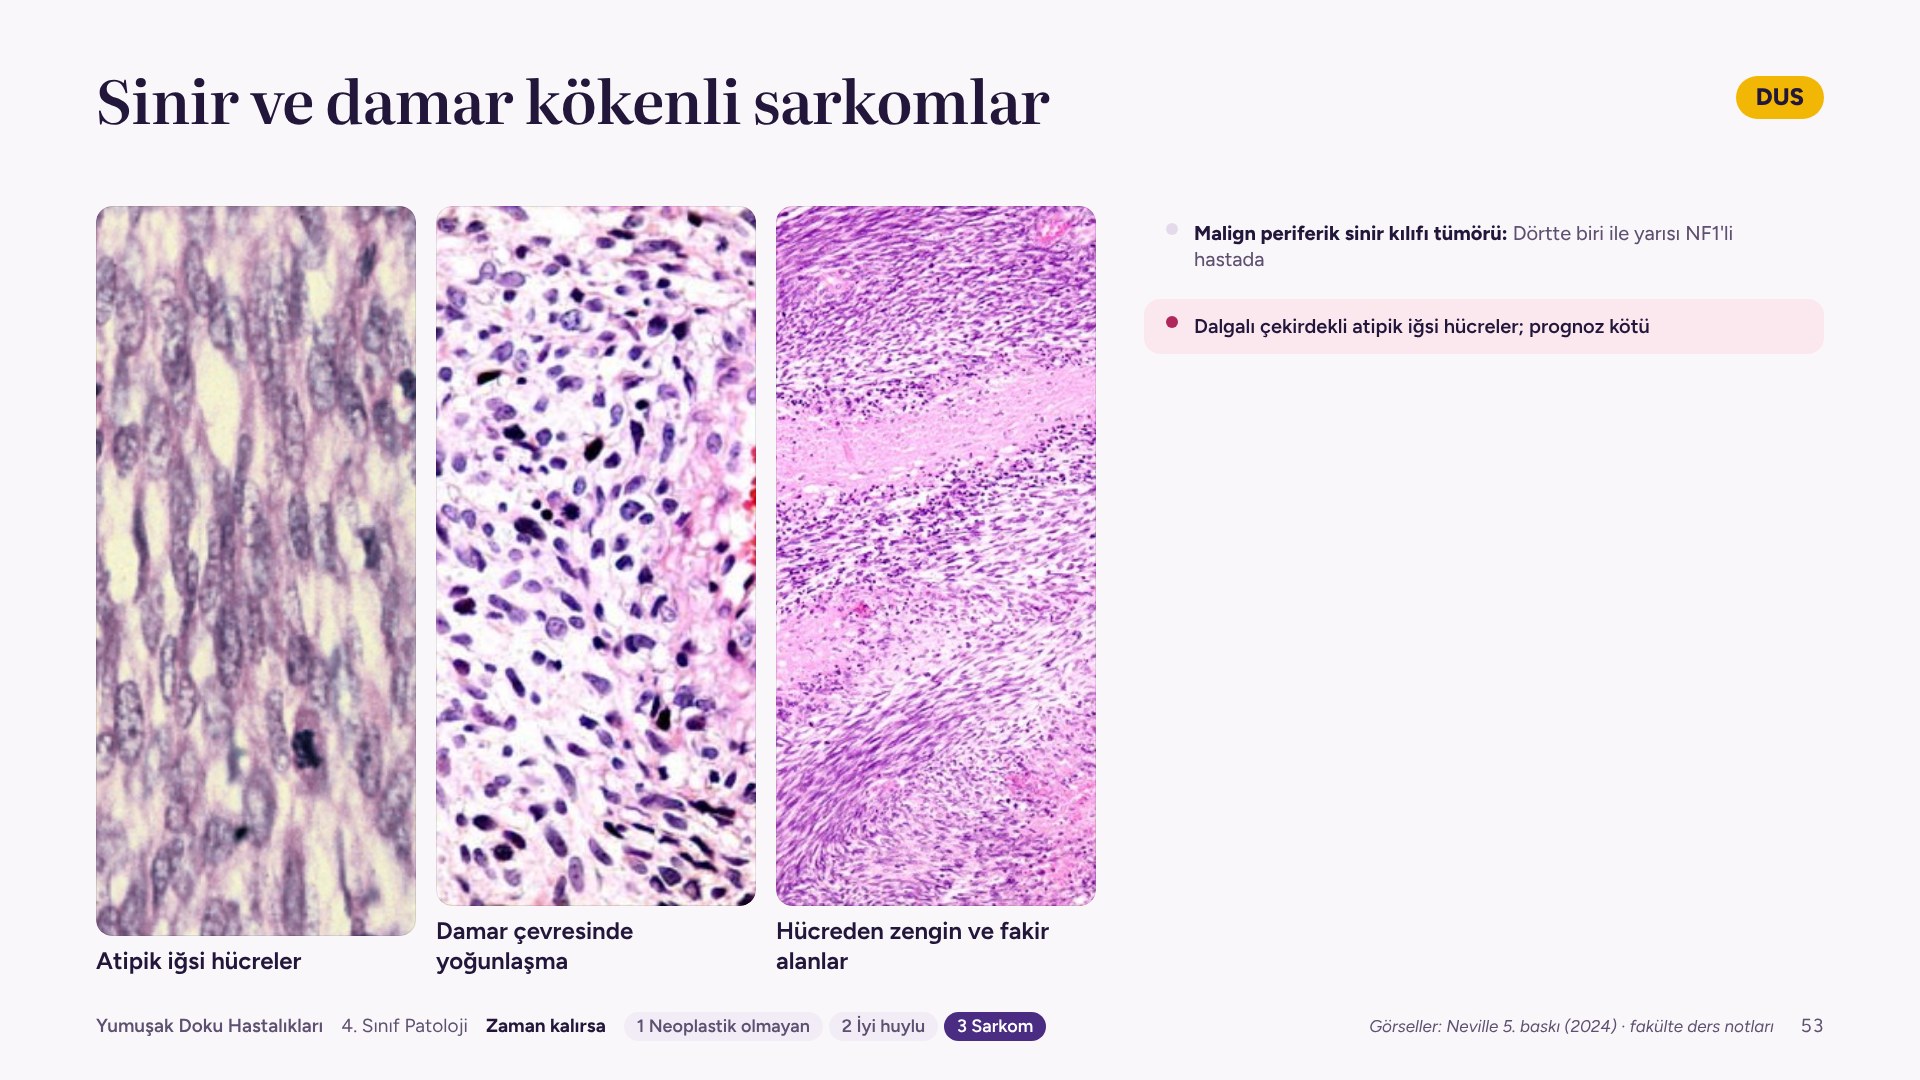 Sinir ve damar kökenli sarkomlar
DUS
Atipik iğsi hücreler
Damar çevresinde
yoğunlaşma
Hücreden zengin ve fakir
alanlar
Malign periferik sinir kılıfı tümörü: Dörtte biri ile yarısı NF1'li
hastada
Dalgalı çekirdekli atipik iğsi hücreler; prognoz kötü
Yumuşak Doku Hastalıkları 4. Sınıf Patoloji Zaman kalırsa 1 Neoplastik olmayan 2 İyi huylu 3 Sarkom
Görseller: Neville 5. baskı (2024) · fakülte ders notları 53